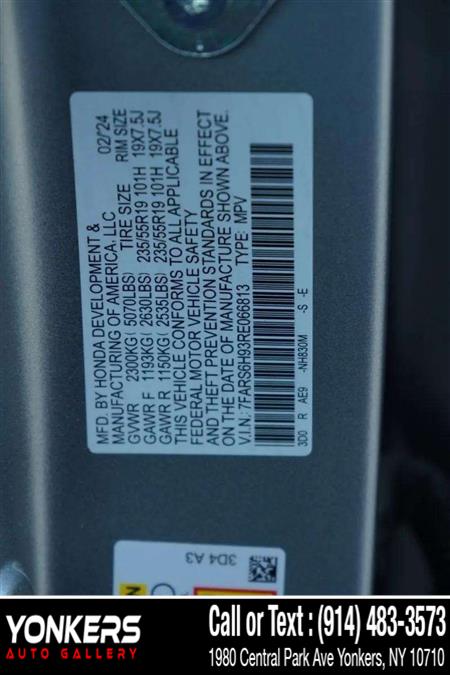 MFD. BY HONDA DEVELOPMENT & 02/'24
MANUFACTURING OF AMERICA, LLC
TIRE SIZE RIM SIZE
GVWR 2300KG( 5070LBS)
GAWR F 1193KG( 2630LBS) 235/55R19 101H 19X7.5J
GAWR R 1150KG( 2535LBS) 235/55R19 101H 19X7.5J
THIS VEHICLE CONFORMS TO ALL APPLICABLE
FEDERAL MOTOR VEHICLE SAFETY
AND THEFT PREVENTION STANDARDS IN EFFECT
ON THE DATE OF MANUFACTURE SHOWN ABOVE.
V.I.N.: 7FARS6H93RE066813 TYPE: MPV
3D0 R AE9 -NH830M -S -E
3D4 A3
YONKERS
AUTO GALLERY
Call or Text : (914) 483-3573
1980 Central Park Ave Yonkers, NY 10710